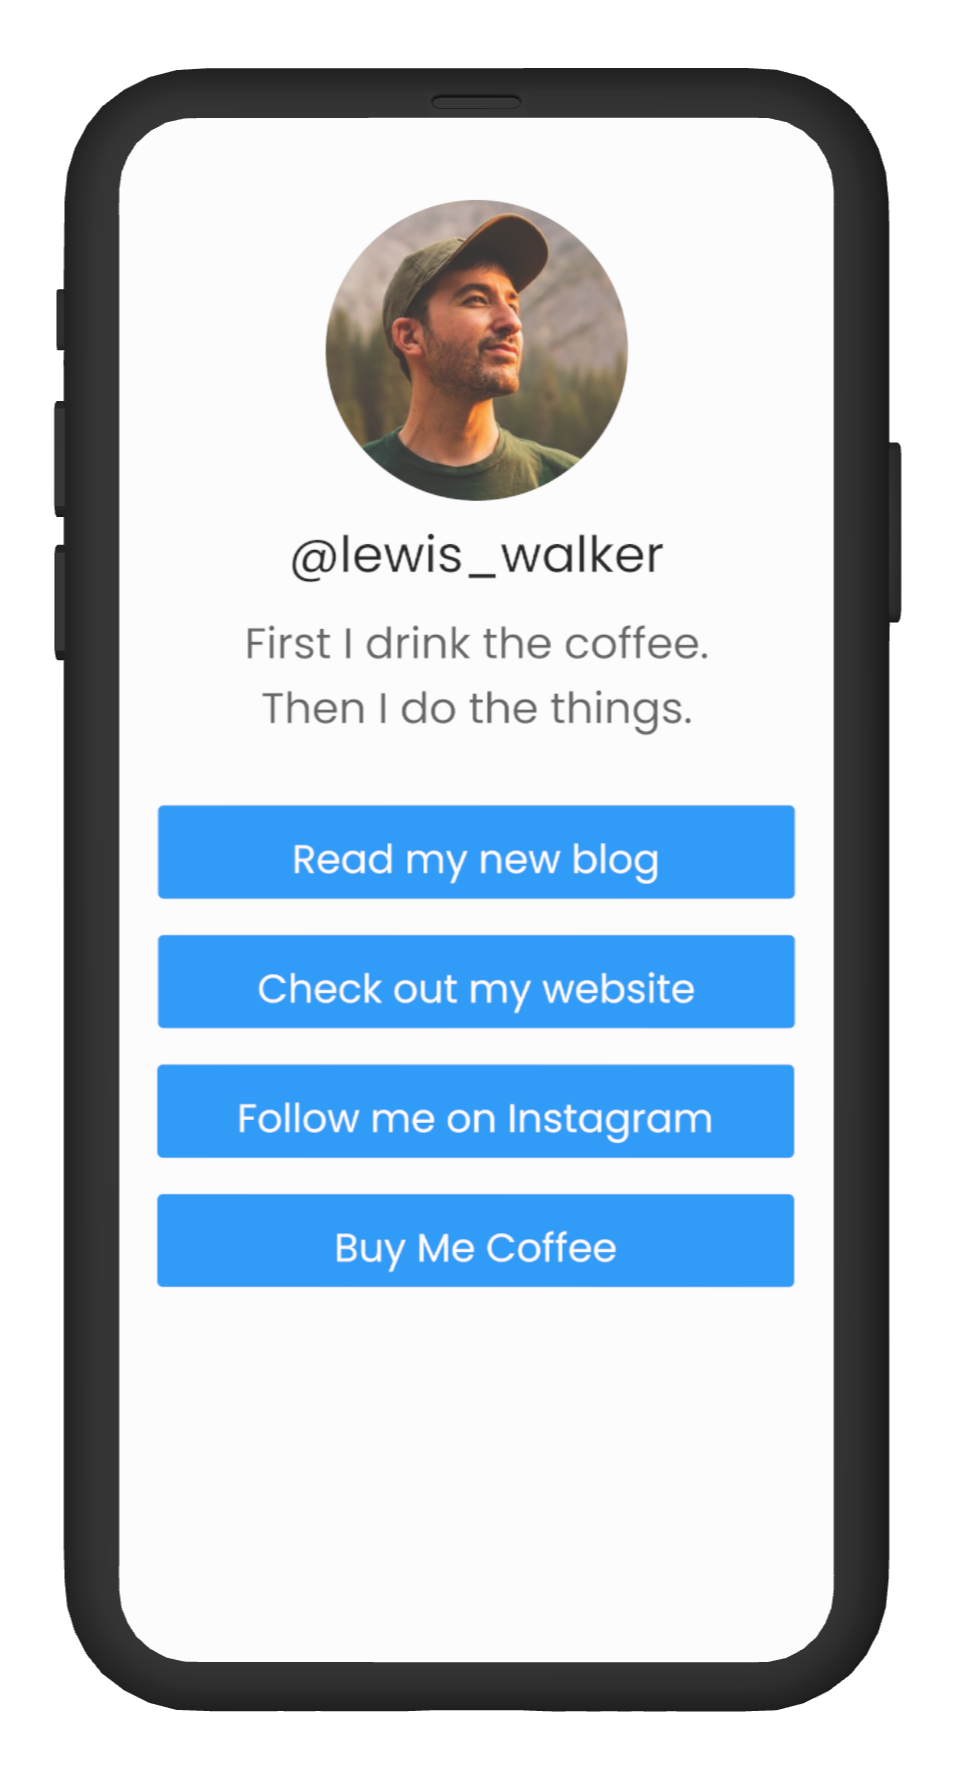 @lewis_walker
First I drink the coffee.
Then I do the things.
Read my new blog
Check out my website
Follow me on Instagram
Buy Me Coffee